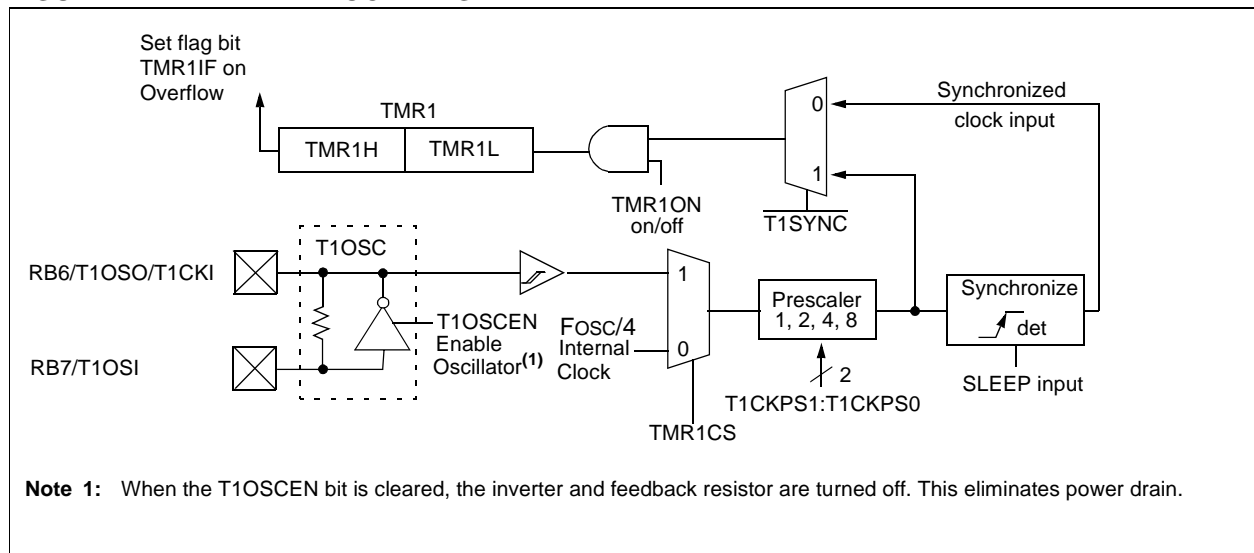 Set flag bit
TMR1IF on
Overflow
TMR1
TMR1H
TMR1L
TMR1ON
on/off
0
1
T1SYNC
Synchronized
clock input
RB6/T1OSO/T1CKI
RB7/T1OSI
T1OSC
T1OSCEN
Enable
Oscillator(1)
FOSC/4
Internal
Clock
1
0
TMR1CS
Prescaler
1, 2, 4, 8
2
T1CKPS1:T1CKPS0
Synchronize
det
SLEEP input
Note 1: When the T1OSCEN bit is cleared, the inverter and feedback resistor are turned off. This eliminates power drain.